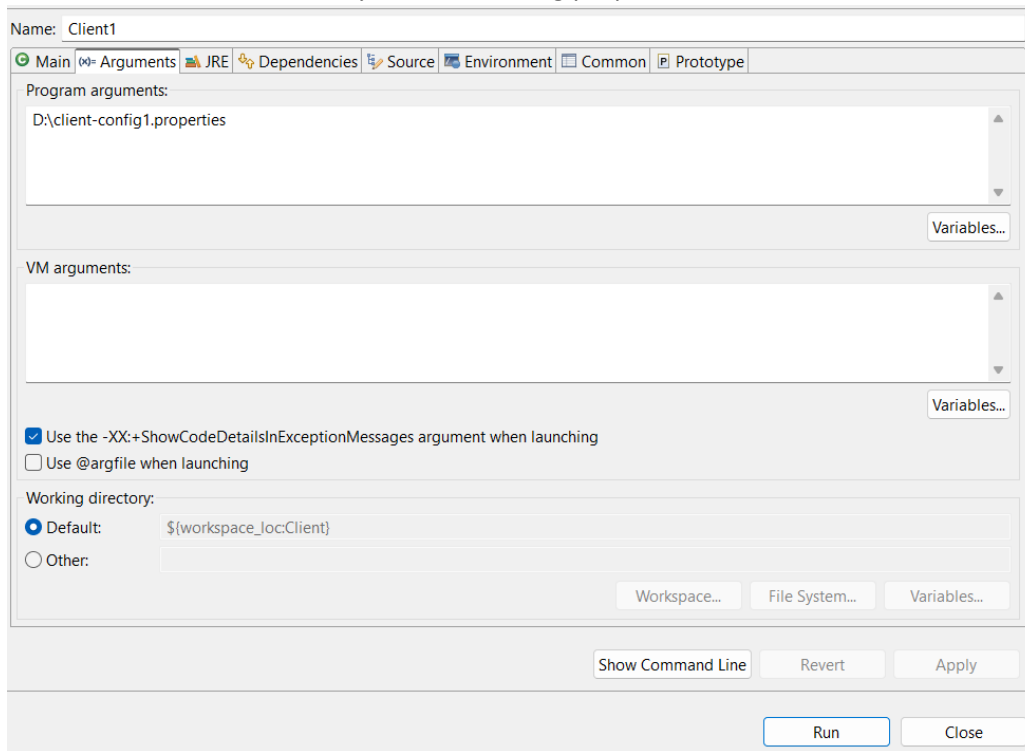 Name: Client1
Main Arguments JRE Dependencies Source Environment Common Prototype
Program arguments:
D:\client-config1.properties
Variables...
VM arguments:
Variables...
Use the -XX:+ShowCodeDetailsInExceptionMessages argument when launching
Use @argfile when launching
Working directory:
Default: ${workspace_loc:Client}
Other:
Workspace... File System... Variables...
Show Command Line Revert Apply
Run Close